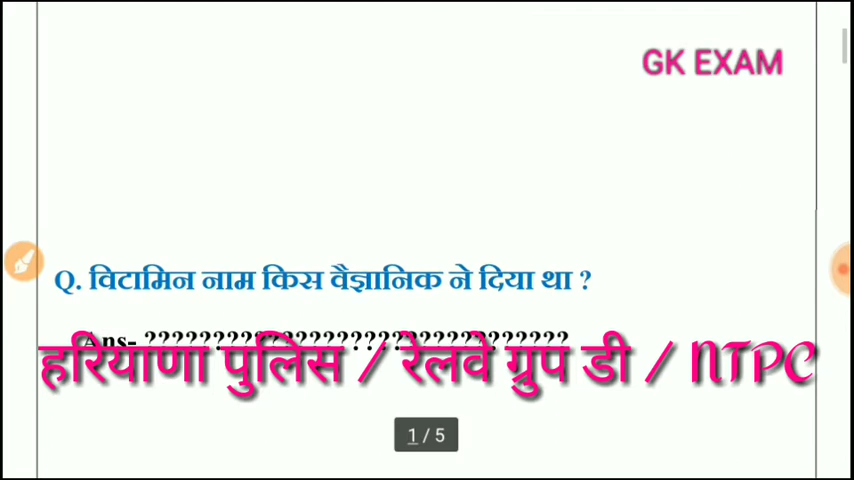 GK EXAM
Q. विटामिन नाम किस वैज्ञानिक ने दिया था ?
Ans- ???????????????????????????????
हरियाणा पुलिस / रेलवे ग्रुप डी / NTPC
1 / 5